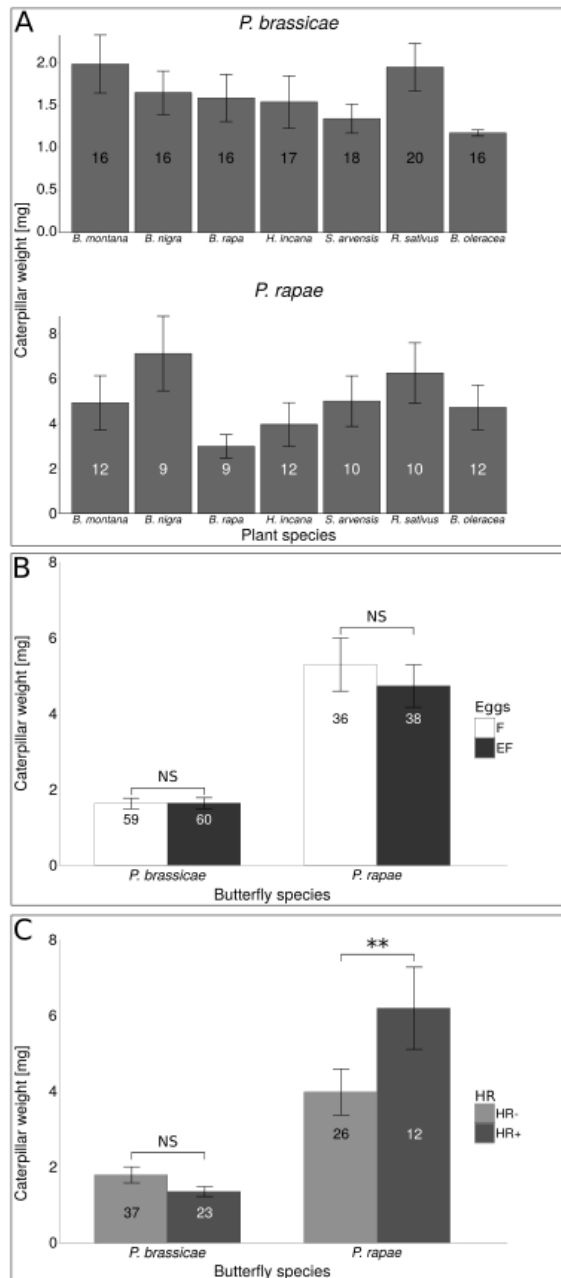 A
P. brassicae
Caterpillar weight [mg]
2.0
1.5
1.0
0.5
0.0
16 16 16 17 18 20 16
B. montana B. nigra B. rapa H. incana S. arvensis R. sativus B. oleracea
P. rapae
8
6
4
2
0
12 9 9 12 10 10 12
B. montana B. nigra B. rapa H. incana S. arvensis R. sativus B. oleracea
Plant species
B
Caterpillar weight [mg]
8
6
4
2
0
NS
NS
59 60
36 38
Eggs
F
EF
P. brassicae P. rapae
Butterfly species
C
Caterpillar weight [mg]
8
6
4
2
0
NS
**
37 23
26 12
HR
HR-
HR+
P. brassicae P. rapae
Butterfly species